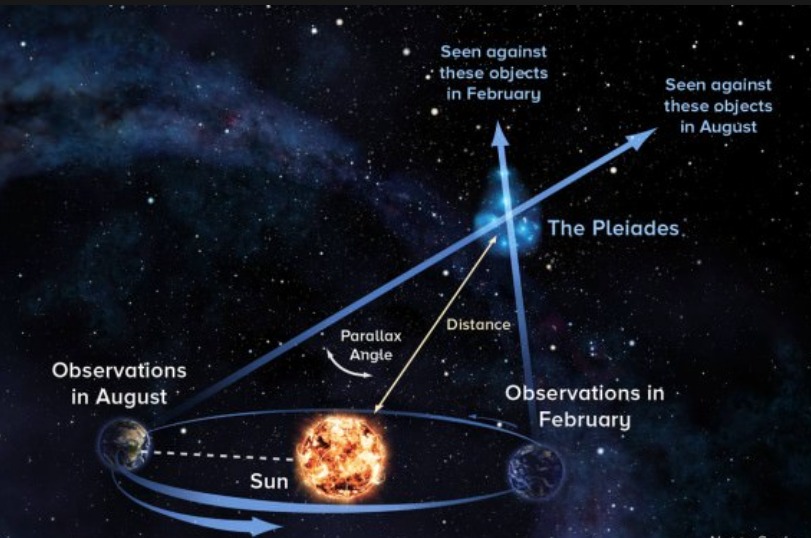 Seen against
these objects
in February
Seen against
these objects
in August
The Pleiades
Distance
Parallax
Angle
Observations
in August
Observations in
February
Sun